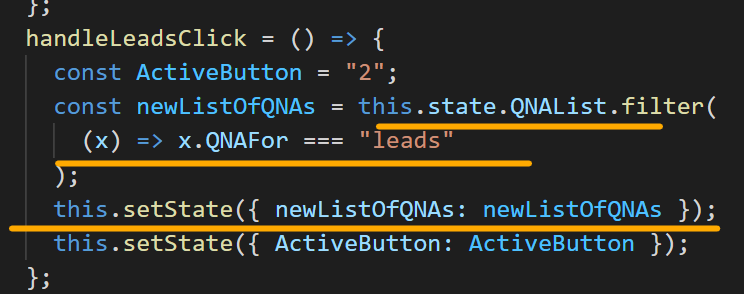 };
handleLeadsClick = () => {
const ActiveButton = "2";
const newListOfQNAs = this.state.QNAList.filter(
(x) => x.QNAFor === "leads"
);
this.setState({ newListOfQNAs: newListOfQNAs });
this.setState({ ActiveButton: ActiveButton });
};